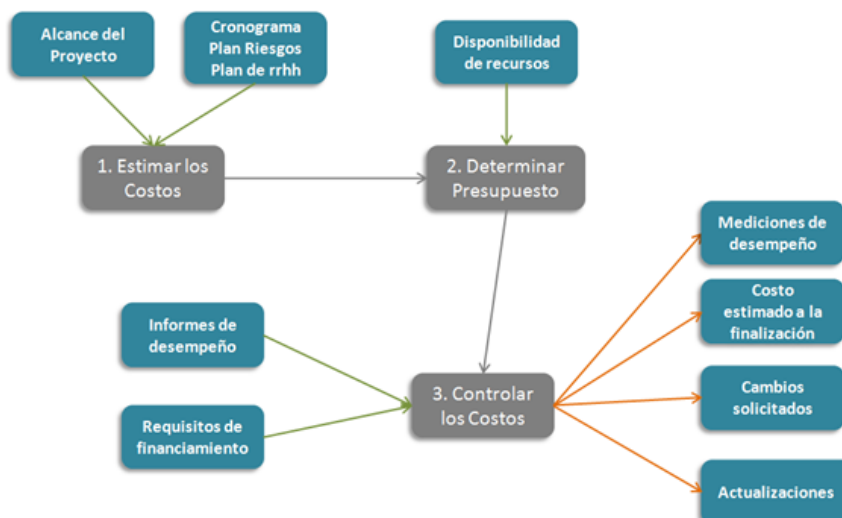 Alcance del
Proyecto
Cronograma
Plan Riesgos
Plan de rrhh
Disponibilidad
de recursos
1. Estimar los
Costos
2. Determinar
Presupuesto
Mediciones de
desempeño
Costo
estimado a la
finalización
Informes de
desempeño
3. Controlar
los Costos
Cambios
solicitados
Requisitos de
financiamiento
Actualizaciones